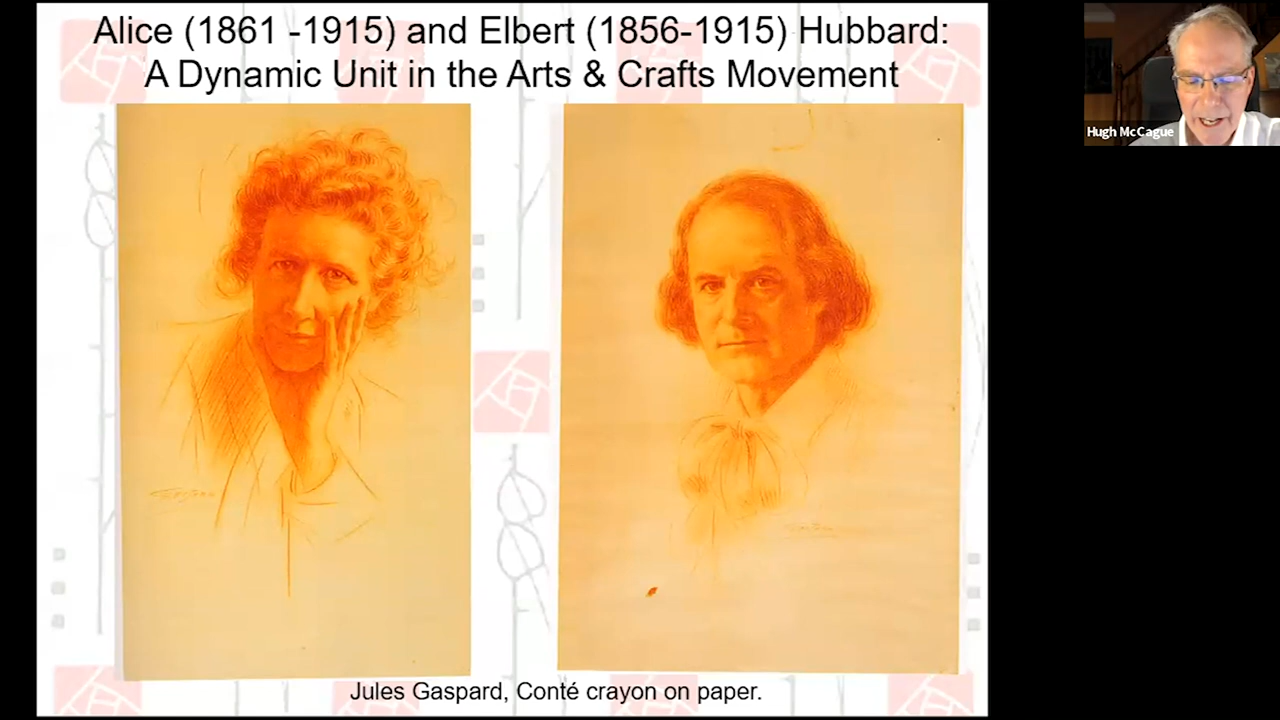 Alice (1861 -1915) and Elbert (1856-1915) Hubbard:
A Dynamic Unit in the Arts & Crafts Movement
Jules Gaspard, Conté crayon on paper.
Hugh McCague